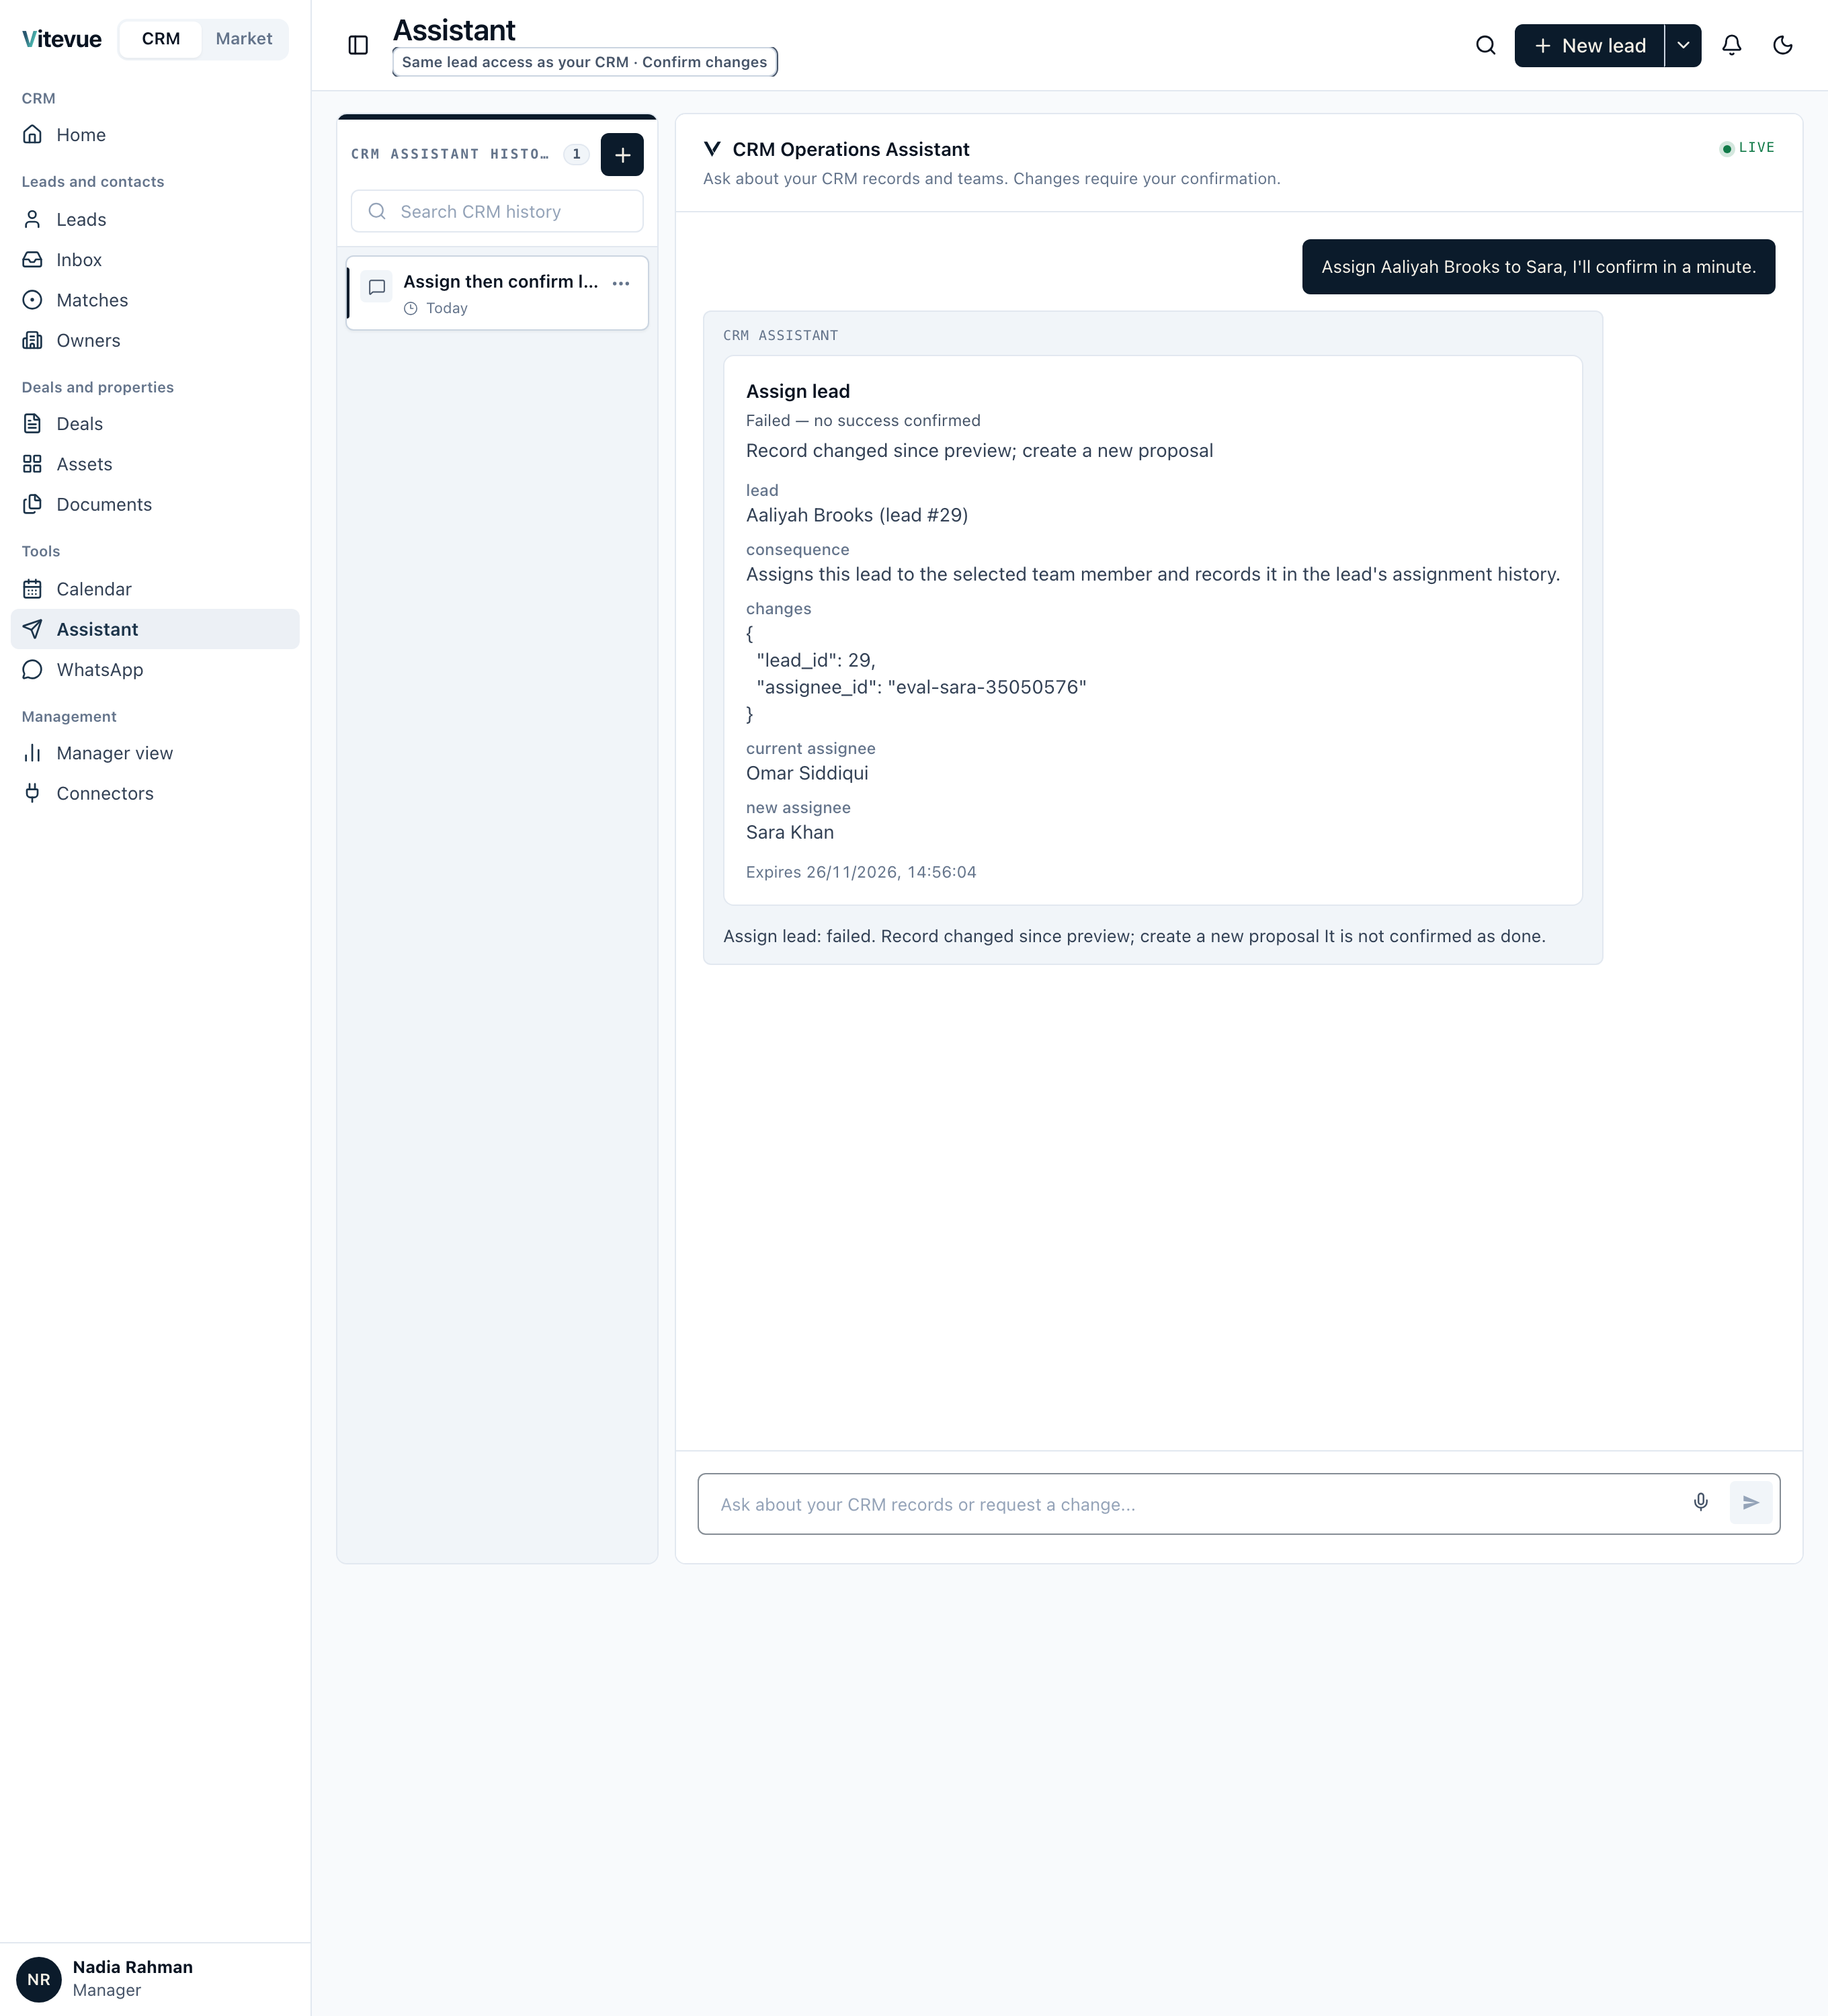 Vitevue
CRM
Market
CRM
Home
Leads and contacts
Leads
Inbox
Matches
Owners
Deals and properties
Deals
Assets
Documents
Tools
Calendar
Assistant
WhatsApp
Management
Manager view
Connectors
NR
Nadia Rahman
Manager
Assistant
Same lead access as your CRM · Confirm changes
New lead
CRM ASSISTANT HISTO…
1
Search CRM history
Assign then confirm l…
Today
CRM Operations Assistant
LIVE
Ask about your CRM records and teams. Changes require your confirmation.
Assign Aaliyah Brooks to Sara, I'll confirm in a minute.
CRM ASSISTANT
Assign lead
Failed — no success confirmed
Record changed since preview; create a new proposal
lead
Aaliyah Brooks (lead #29)
consequence
Assigns this lead to the selected team member and records it in the lead's assignment history.
changes
{
"lead_id": 29,
"assignee_id": "eval-sara-35050576"
}
current assignee
Omar Siddiqui
new assignee
Sara Khan
Expires 26/11/2026, 14:56:04
Assign lead: failed. Record changed since preview; create a new proposal It is not confirmed as done.
Ask about your CRM records or request a change...